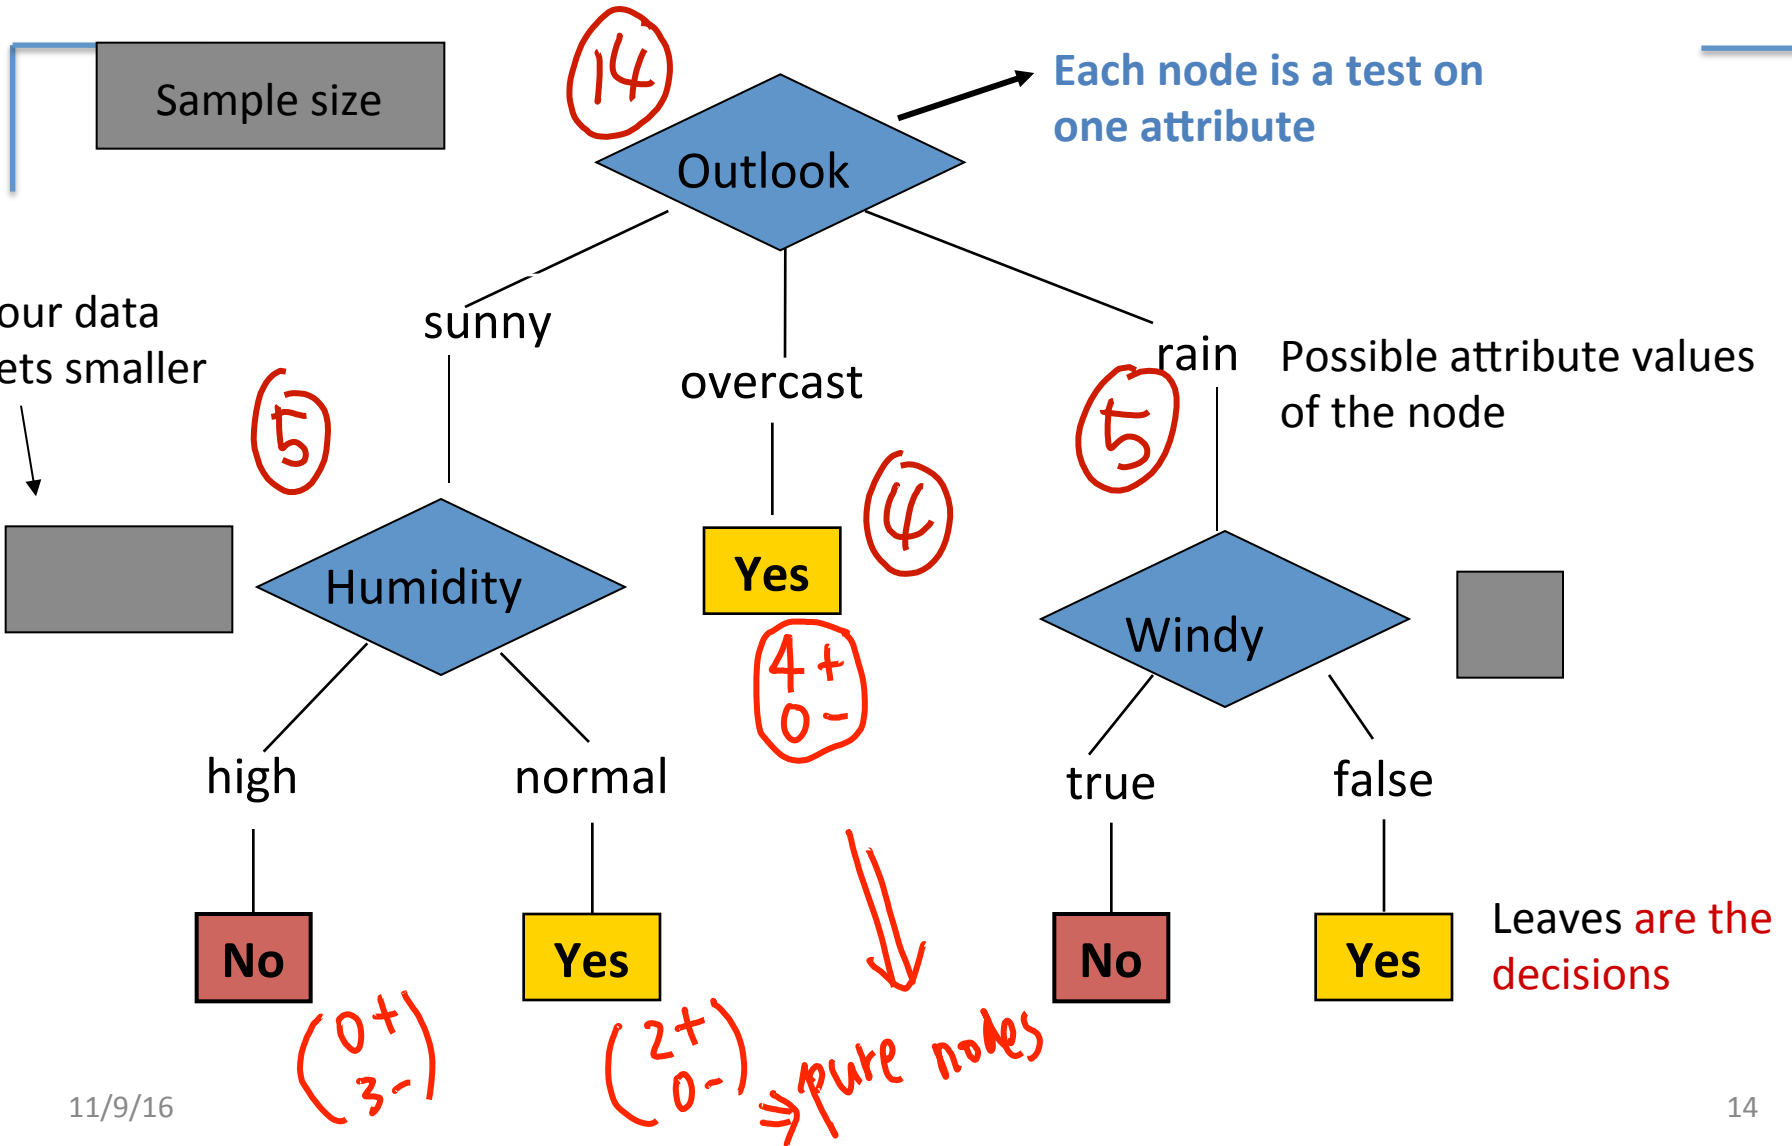 Sample size
14
Each node is a test on
one attribute
Outlook
our data
ets smaller
sunny
overcast
rain
Possible attribute values
of the node
5
5
4
Humidity
Yes
Windy
4 +
0 -
high
normal
true
false
No
Yes
No
Yes
Leaves are the
decisions
0 +
3 -
2 +
0 -
⇒ pure nodes
11/9/16
14